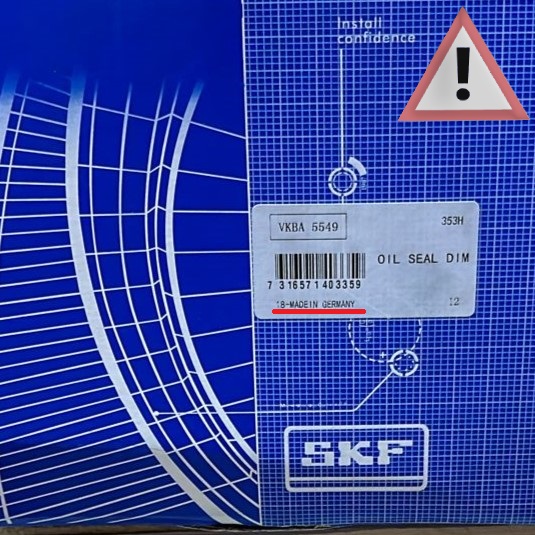 Install
confidence
VKBA 5549
353H
OIL SEAL DIM
7 316571 403359
18-MADEIN GERMANY
12
SKF